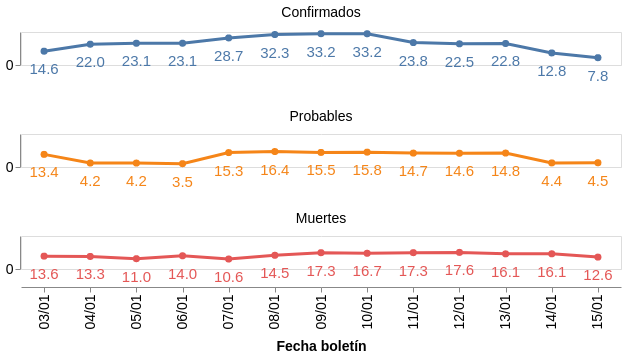 Confirmados
0
14.6 22.0 23.1 23.1 28.7 32.3 33.2 33.2 23.8 22.5 22.8 12.8 7.8
Probables
0
13.4 4.2 4.2 3.5 15.3 16.4 15.5 15.8 14.7 14.6 14.8 4.4 4.5
Muertes
0
13.6 13.3 11.0 14.0 10.6 14.5 17.3 16.7 17.3 17.6 16.1 16.1 12.6
03/01 04/01 05/01 06/01 07/01 08/01 09/01 10/01 11/01 12/01 13/01 14/01 15/01
Fecha boletín